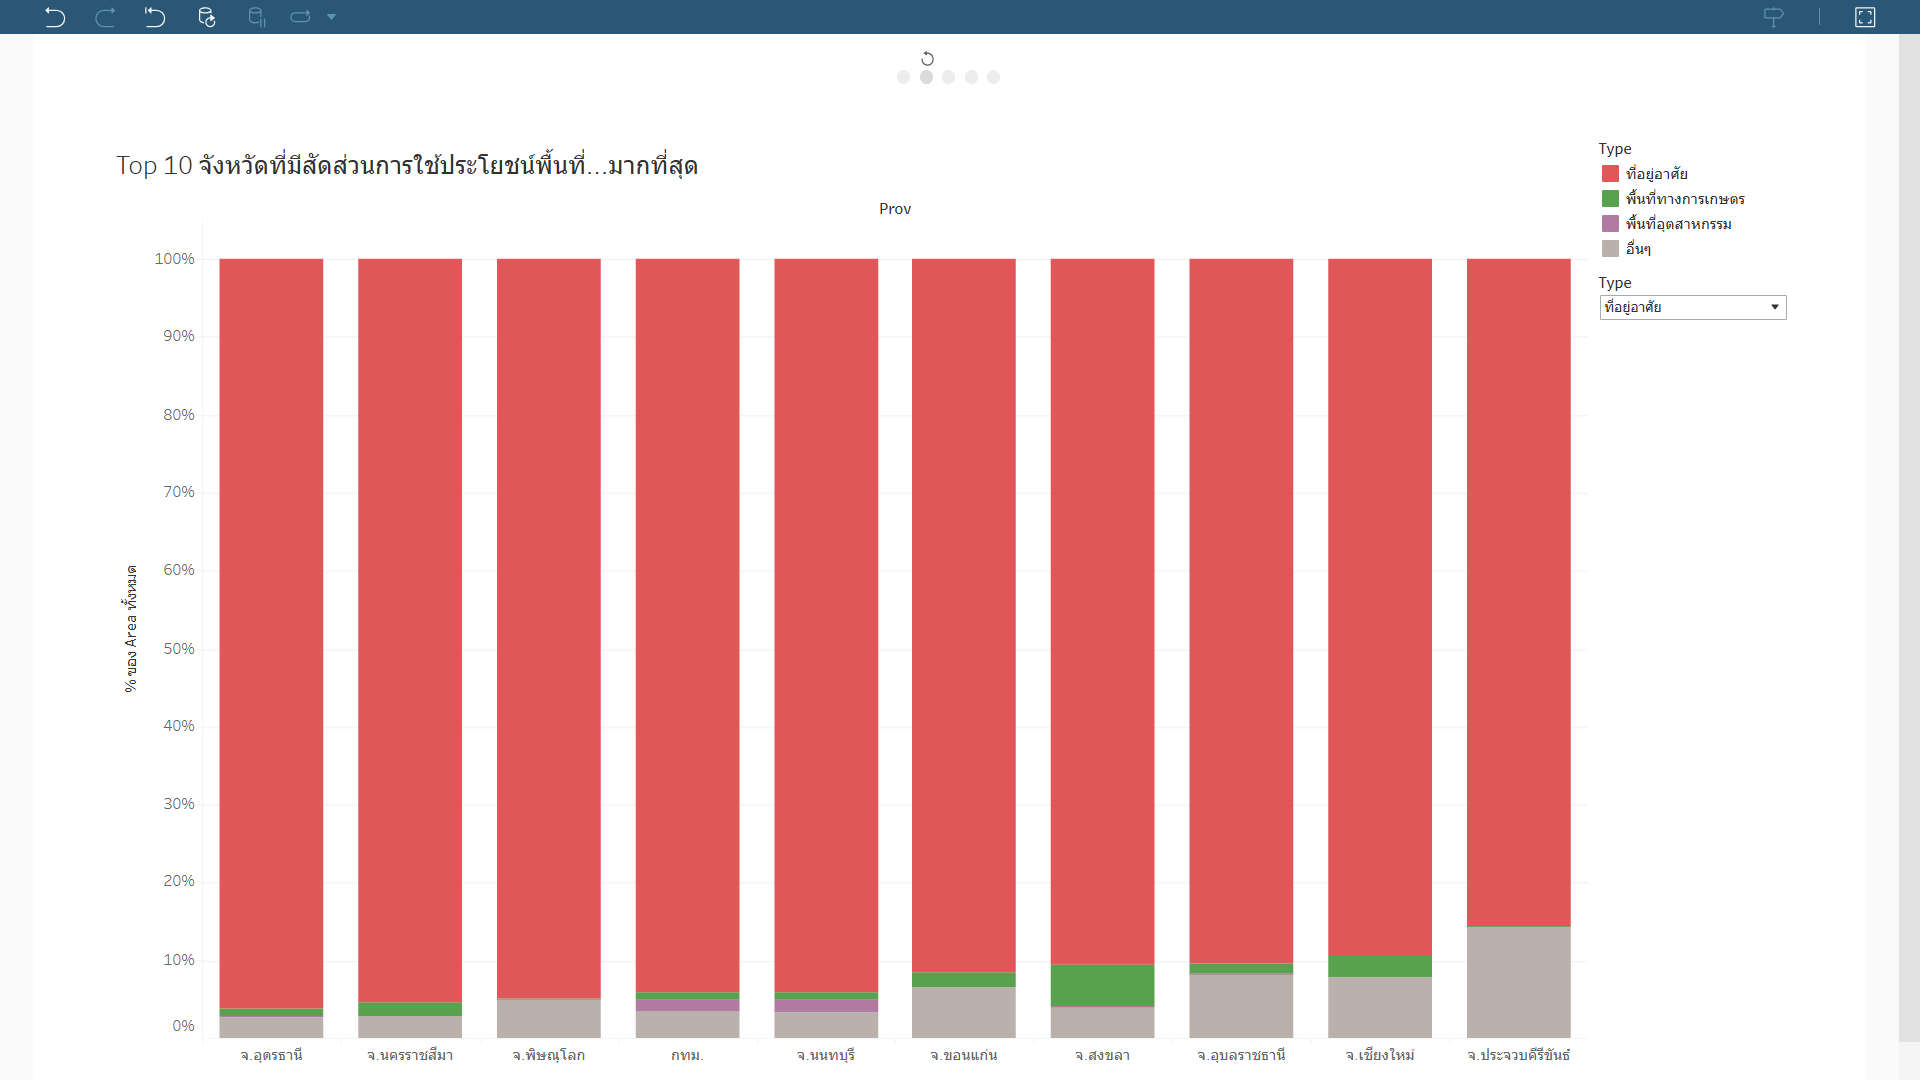 Top 10 จังหวัดที่มีสัดส่วนการใช้ประโยชน์พื้นที่...มากที่สุด
Prov
% ของ Area ทั้งหมด
100%
90%
80%
70%
60%
50%
40%
30%
20%
10%
0%
จ.อุดรธานี
จ.นครราชสีมา
จ.พิษณุโลก
กทม.
จ.นนทบุรี
จ.ขอนแก่น
จ.สงขลา
จ.อุบลราชธานี
จ.เชียงใหม่
จ.ประจวบคีรีขันธ์
Type
ที่อยู่อาศัย
พื้นที่ทางการเกษตร
พื้นที่อุตสาหกรรม
อื่นๆ
Type
ที่อยู่อาศัย